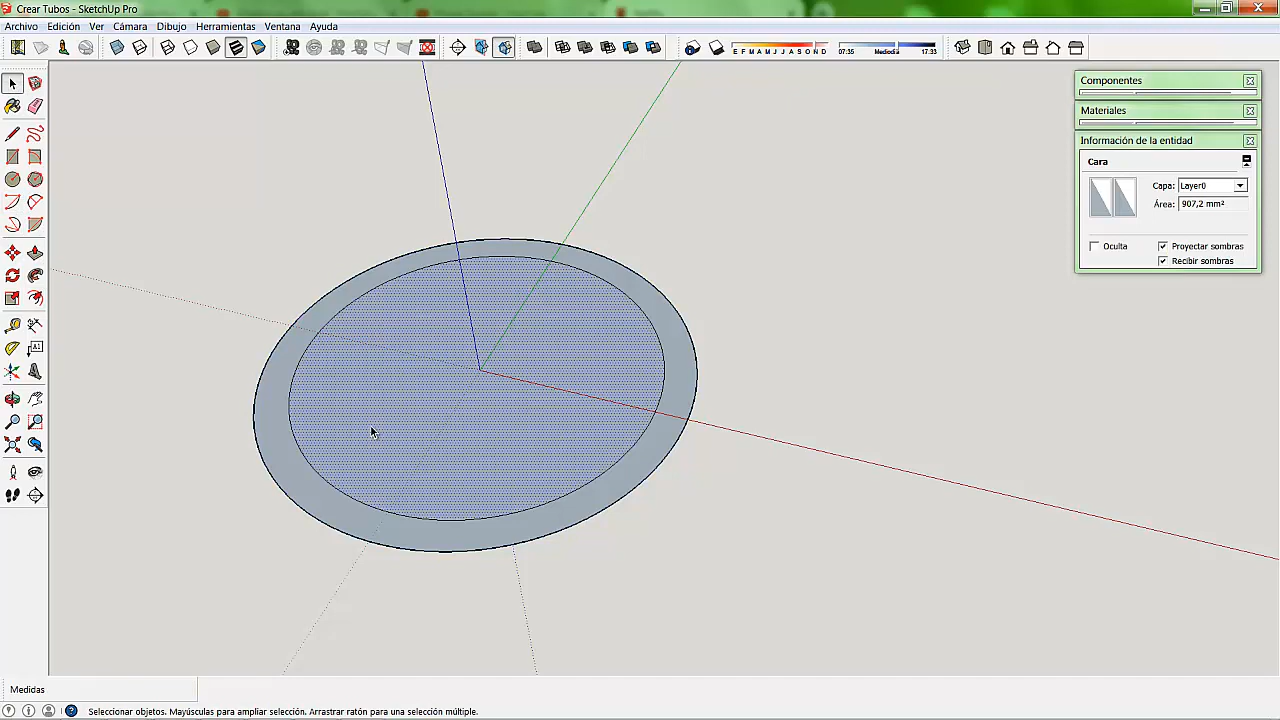 Crear Tubos - SketchUp Pro
Archivo Edición Ver Cámara Dibujo Herramientas Ventana Ayuda
E F M A M J J A S O N D 07:35 Mediodía 17:33
Componentes
Materiales
Información de la entidad
Cara
Capa: Layer0
Área: 907,2 mm²
Oculta Proyectar sombras
Recibir sombras
A1
Medidas
Seleccionar objetos. Mayúsculas para ampliar selección. Arrastrar ratón para una selección múltiple.